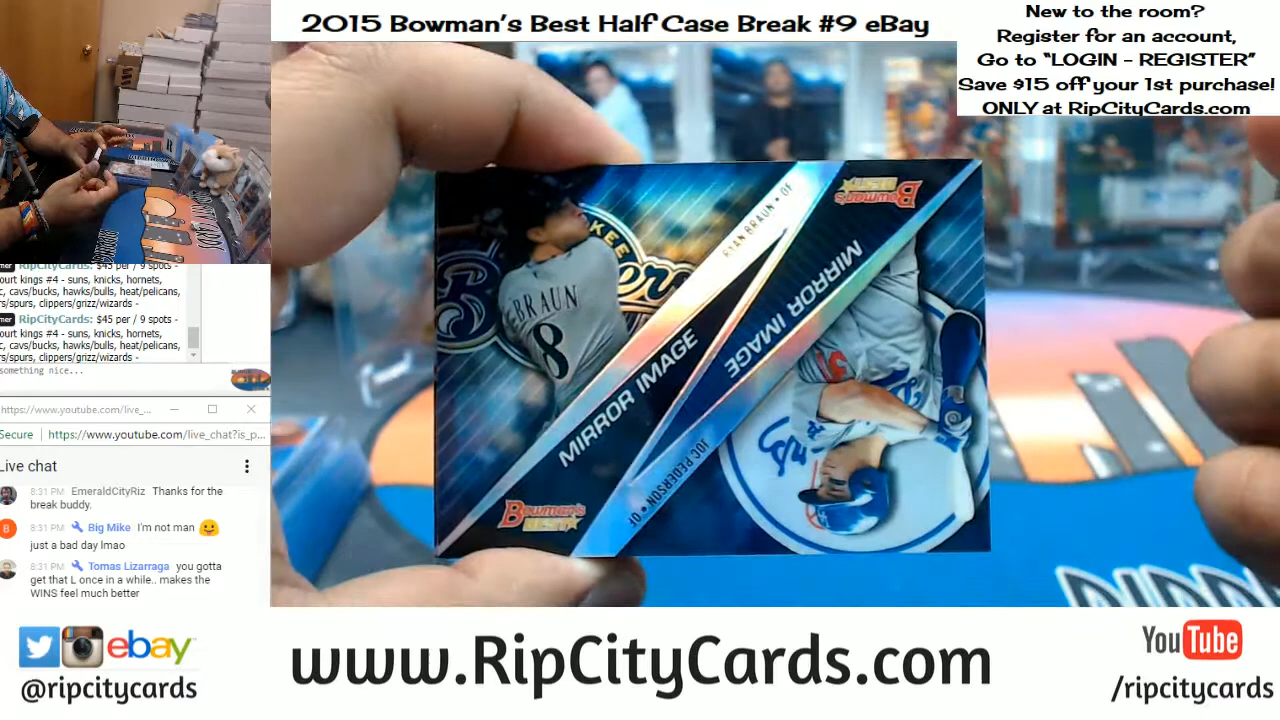 2015 Bowman's Best Half Case Break #9 eBay
New to the room?
Register for an account,
Go to "LOGIN - REGISTER"
Save $15 off your 1st purchase!
ONLY at RipCityCards.com
RipCityCards: $45 per / 9 spots -
court kings #4 - suns, knicks, hornets,
cavs/bucks, hawks/bulls, heat/pelicans,
rs/spurs, clippers/grizz/wizards -
RipCityCards: $45 per / 9 spots -
ourt kings #4 - suns, knicks, hornets,
, cavs/bucks, hawks/bulls, heat/pelicans,
rs/spurs, clippers/grizz/wizards -
something nice...
https://www.youtube.com/live_...
Secure https://www.youtube.com/live_chat?is_p...
Live chat
8:31 PM EmeraldCityRiz Thanks for the
break buddy.
B 8:31 PM Big Mike I'm not man 
just a bad day lmao
8:31 PM Tomas Lizarraga you gotta
get that L once in a while.. makes the
WINS feel much better
BRAUN
8
RYAN BRAUN • OF
MIRROR IMAGE
Bowman's
BEST
Bowman's
BEST
MIRROR IMAGE
JOC PEDERSON • OF
ebay
@ripcitycards
www.RipCityCards.com
YouTube
/ripcitycards